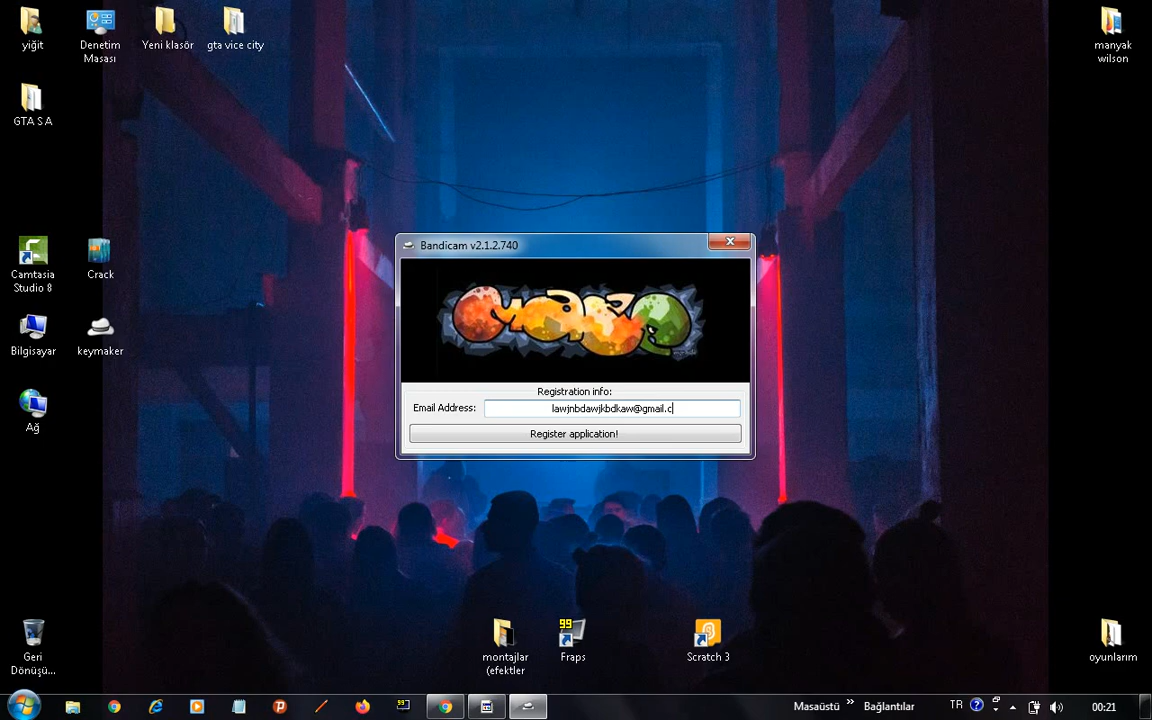 yiğit
Denetim
Masası
Yeni klasör
gta vice city
manyak
wilson
GTA S A
Camtasia
Studio 8
Crack
Bilgisayar
keymaker
Ağ
Bandicam v2.1.2.740
Registration info:
Email Address:
lawjnbdawjkbdkaw@gmail.c
Register application!
Geri
Dönüşü...
montajlar
(efektler
99
Fraps
Scratch 3
oyunlarım
99
Masaüstü
»
Bağlantılar
TR
00:21